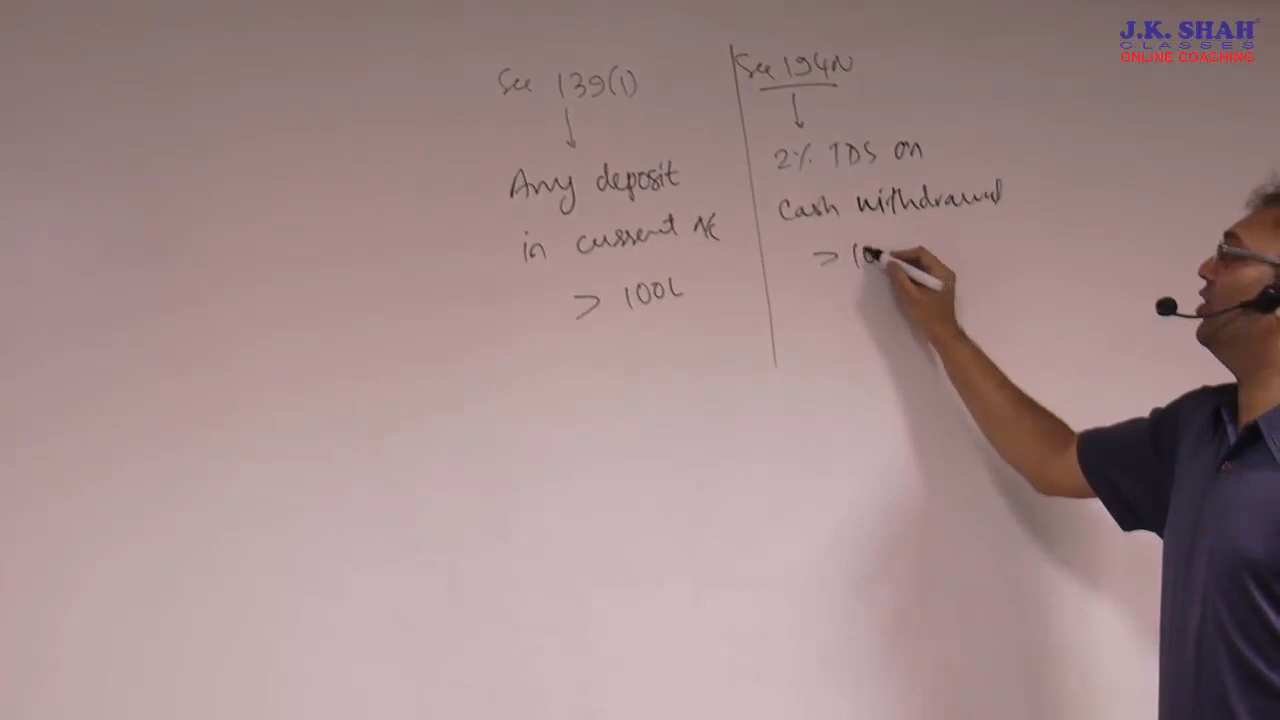 J.K. SHAH
CLASSES
ONLINE COACHING
Sec 139(1)
Any deposit
in current A/c
> 100L
Sec 194N
2% TDS on
Cash withdrawal
> 10